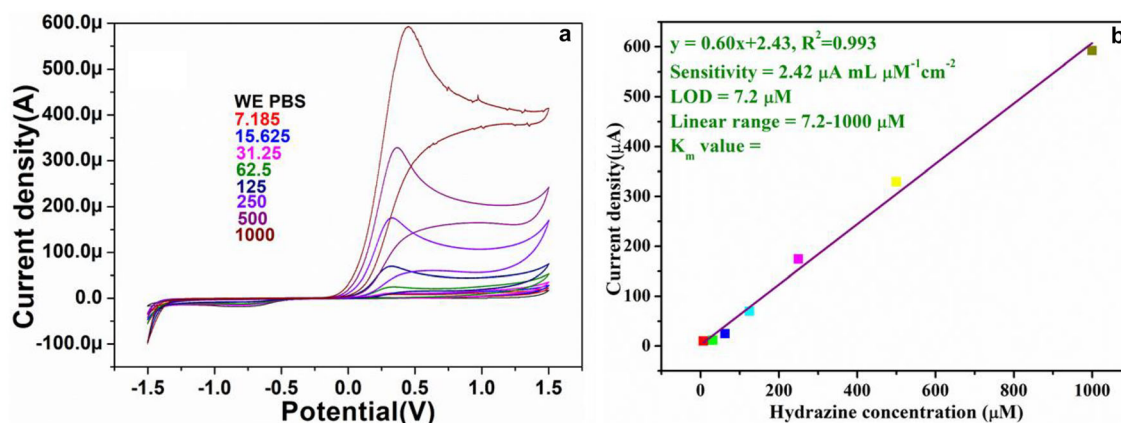 a
600.0µ
500.0µ
400.0µ
300.0µ
200.0µ
100.0µ
0.0
-100.0µ
Current density(A)
WE PBS
7.185
15.625
31.25
62.5
125
250
500
1000
-1.5 -1.0 -0.5 0.0 0.5 1.0 1.5
Potential(V)
b
y = 0.60x+2.43, R²=0.993
Sensitivity = 2.42 µA mL µM⁻¹cm⁻²
LOD = 7.2 µM
Linear range = 7.2-1000 µM
Kₘ value =
600
500
400
300
200
100
0
Current density(µA)
0 200 400 600 800 1000
Hydrazine concentration (µM)